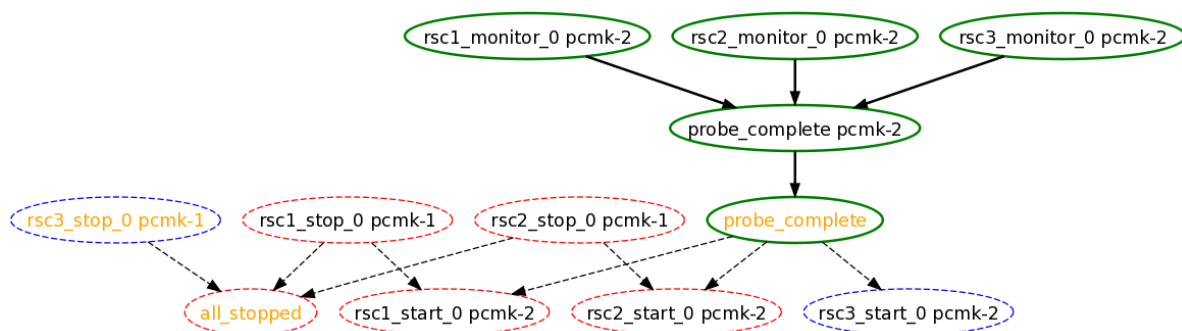 rsc1_monitor_0 pcmk-2
rsc2_monitor_0 pcmk-2
rsc3_monitor_0 pcmk-2
probe_complete pcmk-2
rsc3_stop_0 pcmk-1
rsc1_stop_0 pcmk-1
rsc2_stop_0 pcmk-1
probe_complete
all_stopped
rsc1_start_0 pcmk-2
rsc2_start_0 pcmk-2
rsc3_start_0 pcmk-2